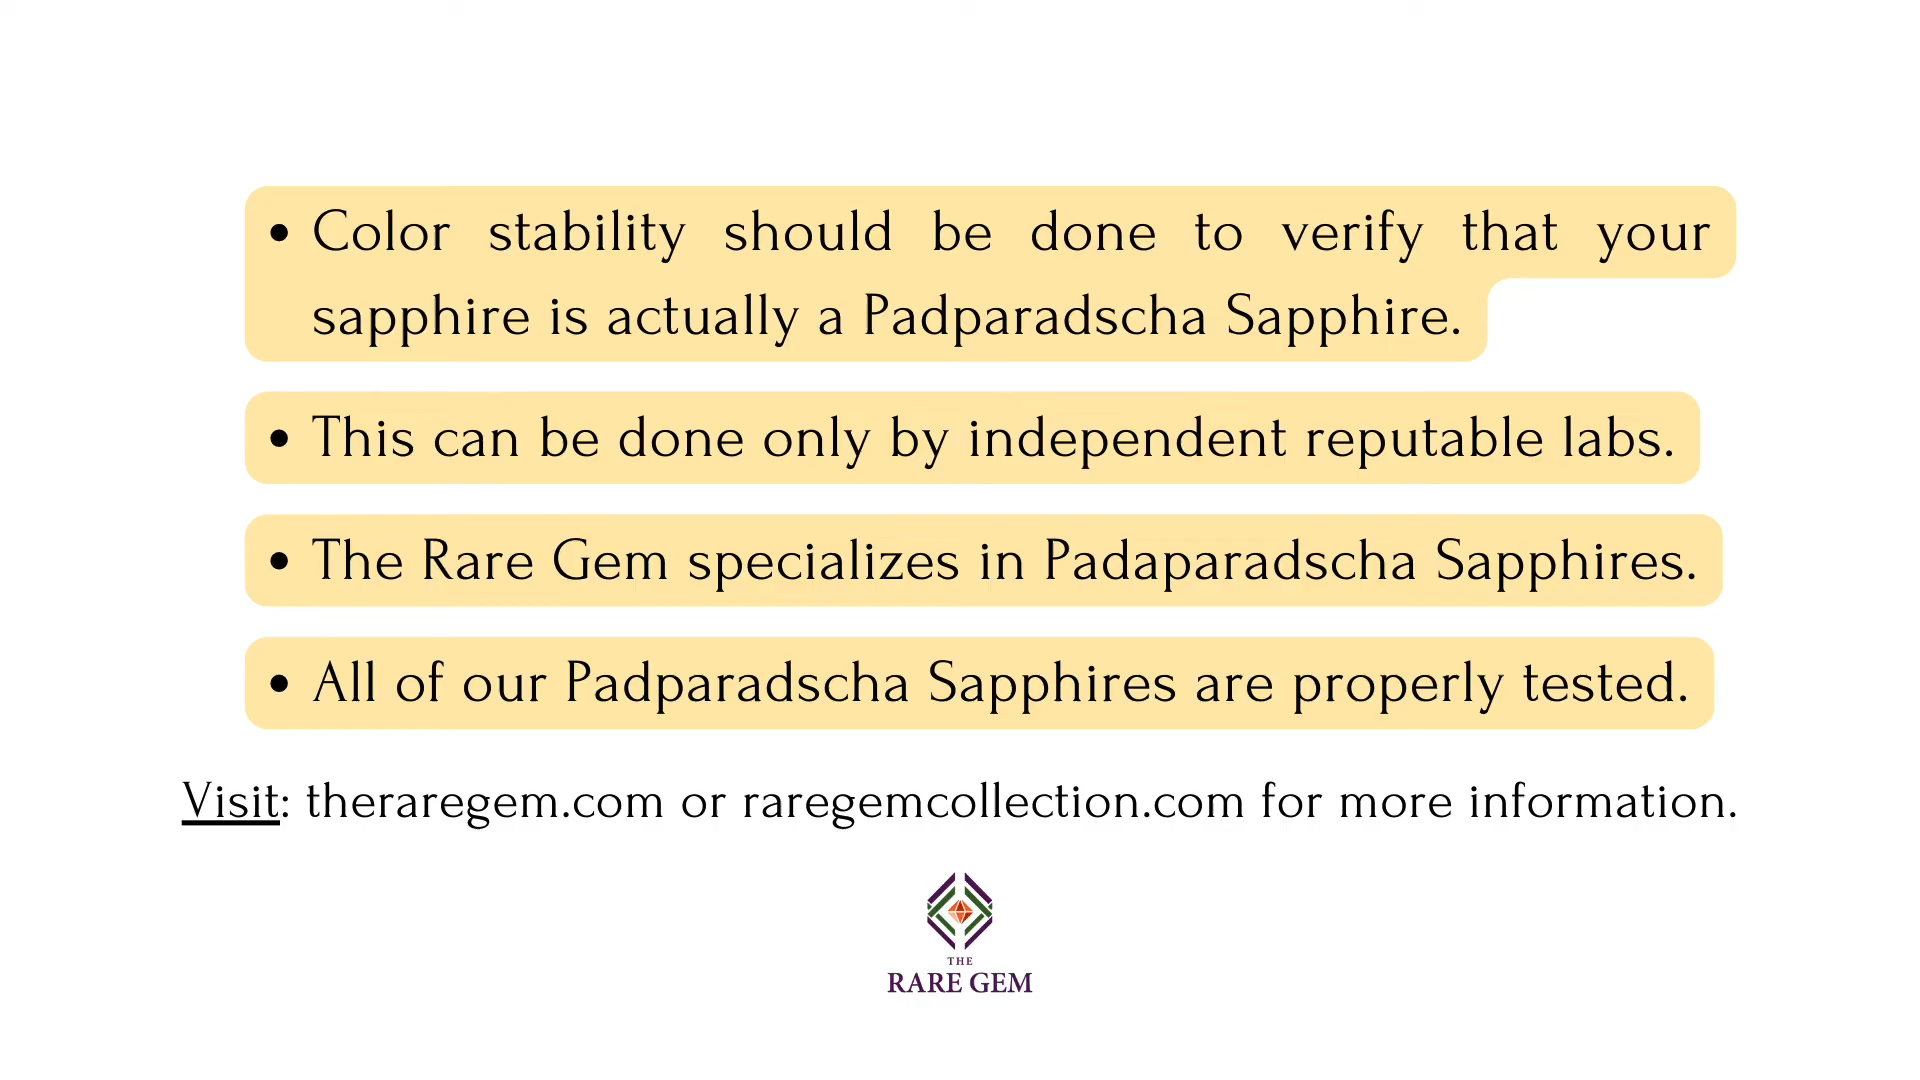 • Color stability should be done to verify that your
sapphire is actually a Padparadscha Sapphire.
• This can be done only by independent reputable labs.
• The Rare Gem specializes in Padaparadscha Sapphires.
• All of our Padparadscha Sapphires are properly tested.
Visit: theraregem.com or raregemcollection.com for more information.
THE
RARE GEM